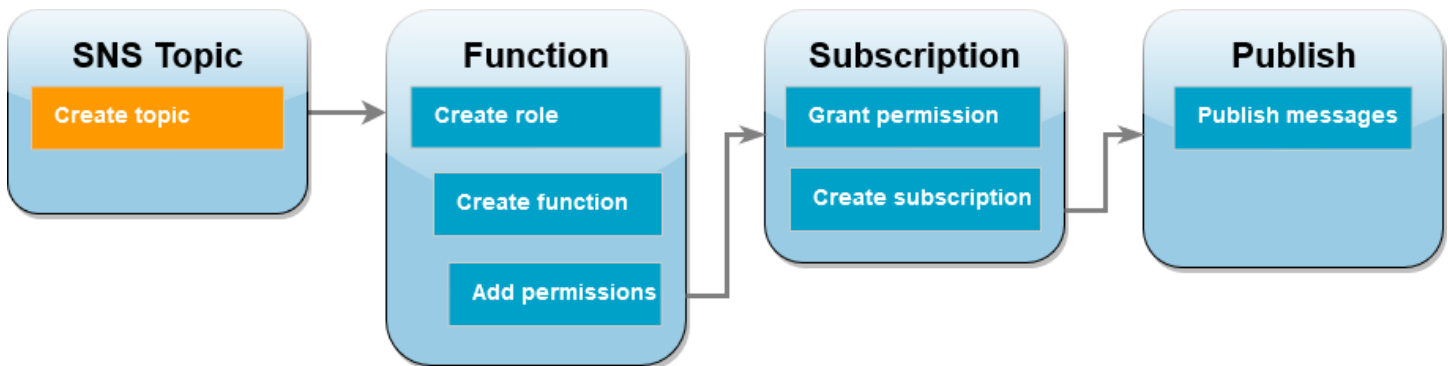 SNS Topic
Create topic
Function
Create role
Create function
Add permissions
Subscription
Grant permission
Create subscription
Publish
Publish messages